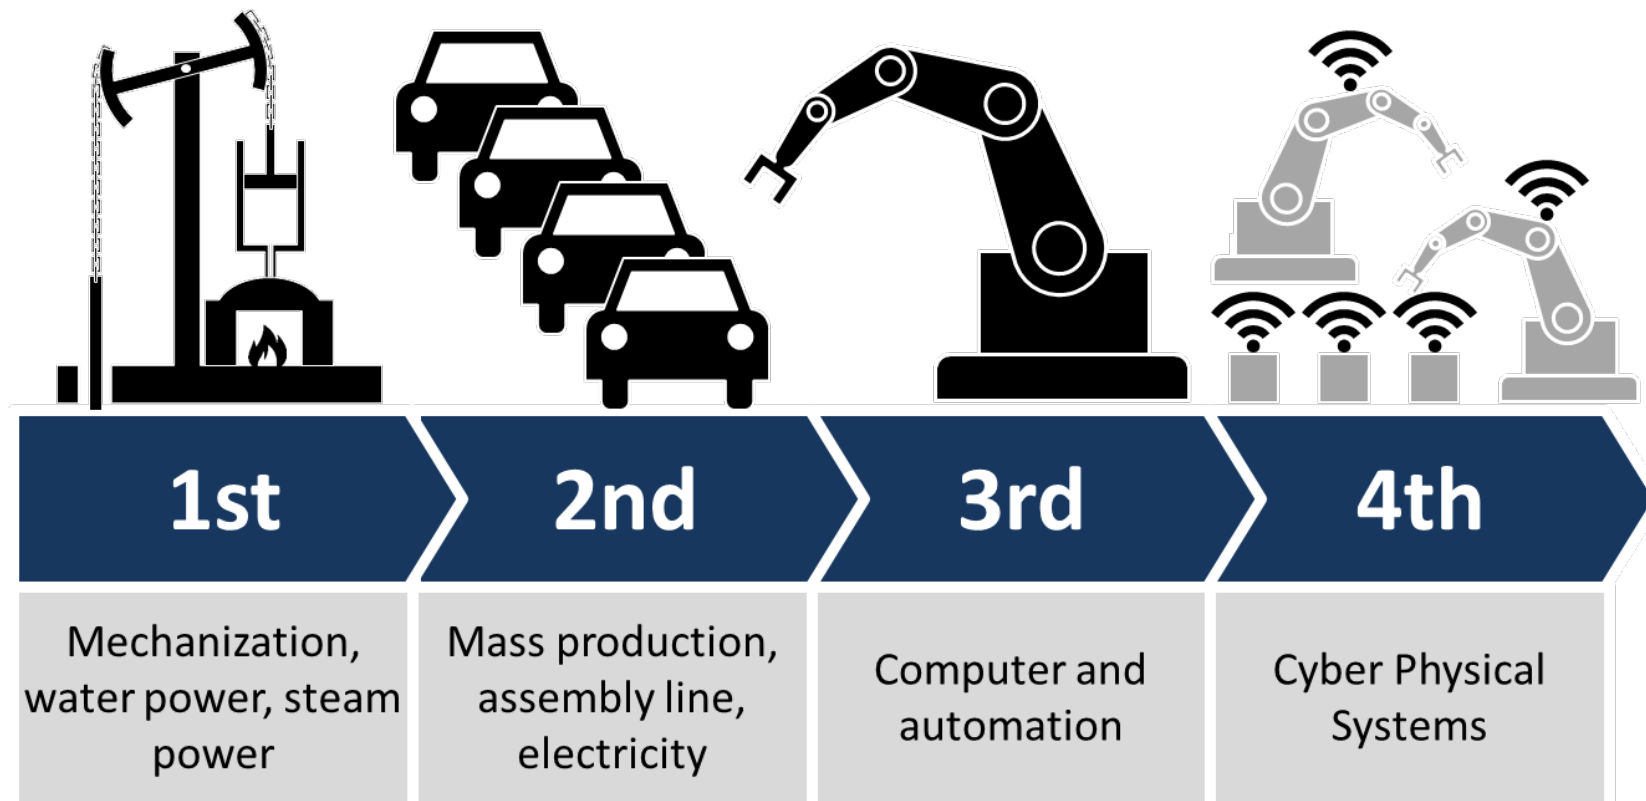 1st
2nd
3rd
4th
Mechanization,
water power, steam
power
Mass production,
assembly line,
electricity
Computer and
automation
Cyber Physical
Systems